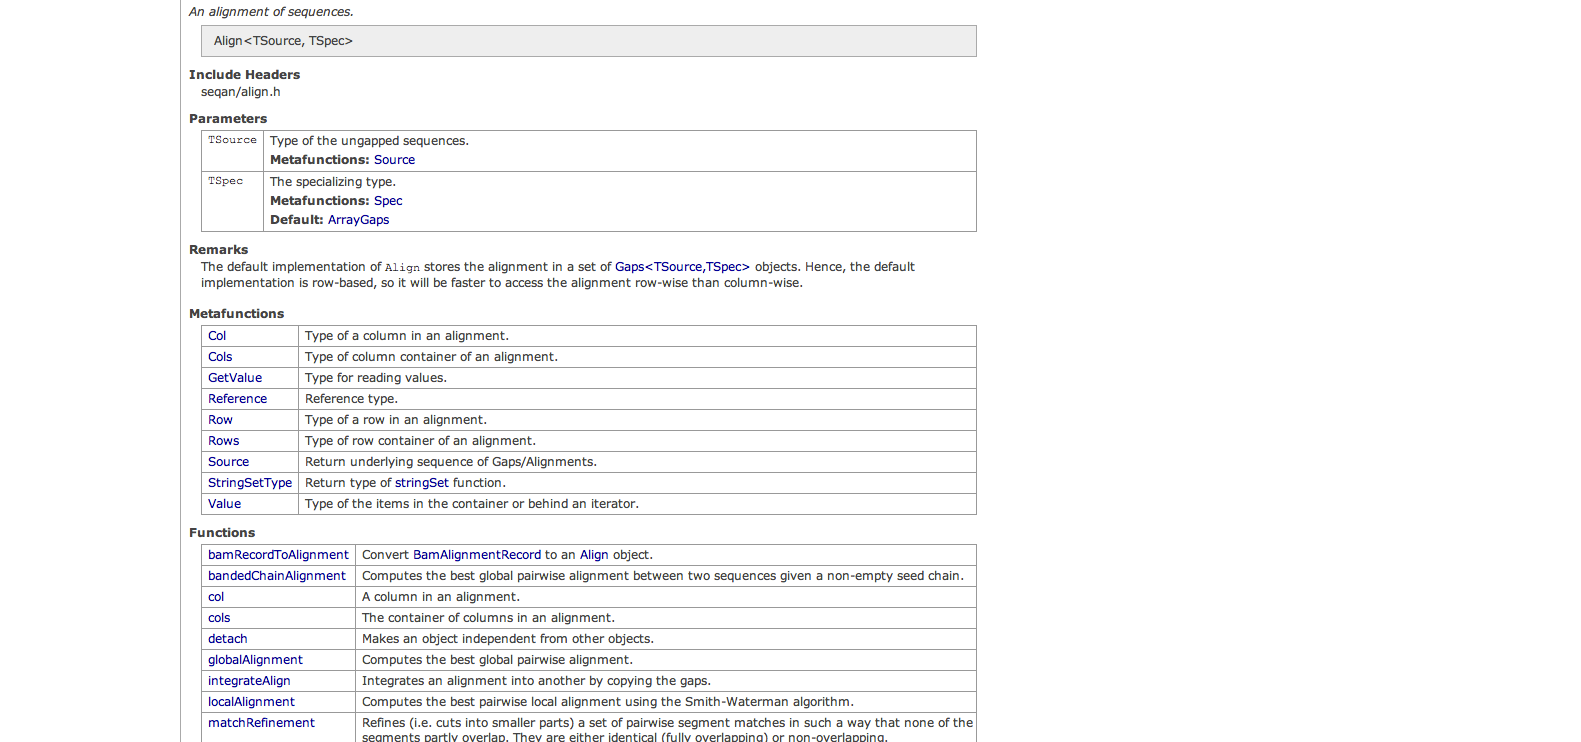 An alignment of sequences.
Align<TSource, TSpec>
Include Headers
seqan/align.h
Parameters
TSource Type of the ungapped sequences.
Metafunctions: Source
TSpec The specializing type.
Metafunctions: Spec
Default: ArrayGaps
Remarks
The default implementation of Align stores the alignment in a set of Gaps<TSource,TSpec> objects. Hence, the default
implementation is row-based, so it will be faster to access the alignment row-wise than column-wise.
Metafunctions
Col Type of a column in an alignment.
Cols Type of column container of an alignment.
GetValue Type for reading values.
Reference Reference type.
Row Type of a row in an alignment.
Rows Type of row container of an alignment.
Source Return underlying sequence of Gaps/Alignments.
StringSetType Return type of stringSet function.
Value Type of the items in the container or behind an iterator.
Functions
bamRecordToAlignment Convert BamAlignmentRecord to an Align object.
bandedChainAlignment Computes the best global pairwise alignment between two sequences given a non-empty seed chain.
col A column in an alignment.
cols The container of columns in an alignment.
detach Makes an object independent from other objects.
globalAlignment Computes the best global pairwise alignment.
integrateAlign Integrates an alignment into another by copying the gaps.
localAlignment Computes the best pairwise local alignment using the Smith-Waterman algorithm.
matchRefinement Refines (i.e. cuts into smaller parts) a set of pairwise segment matches in such a way that none of the
segments partly overlap. They are either identical (fully overlapping) or non-overlapping.